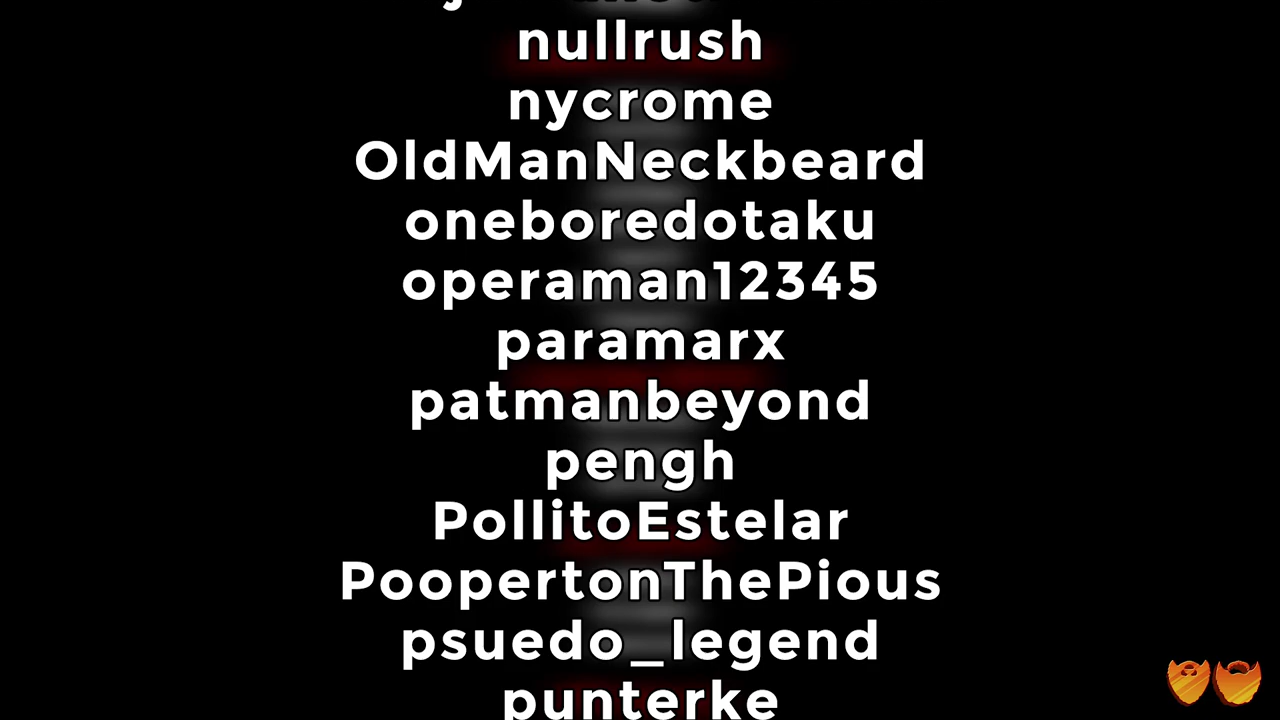 nullrush
nycrome
OldManNeckbeard
oneboredotaku
operaman12345
paramarx
patmanbeyond
pengh
PollitoEstelar
PoopertonThePious
psuedo_legend
punterke